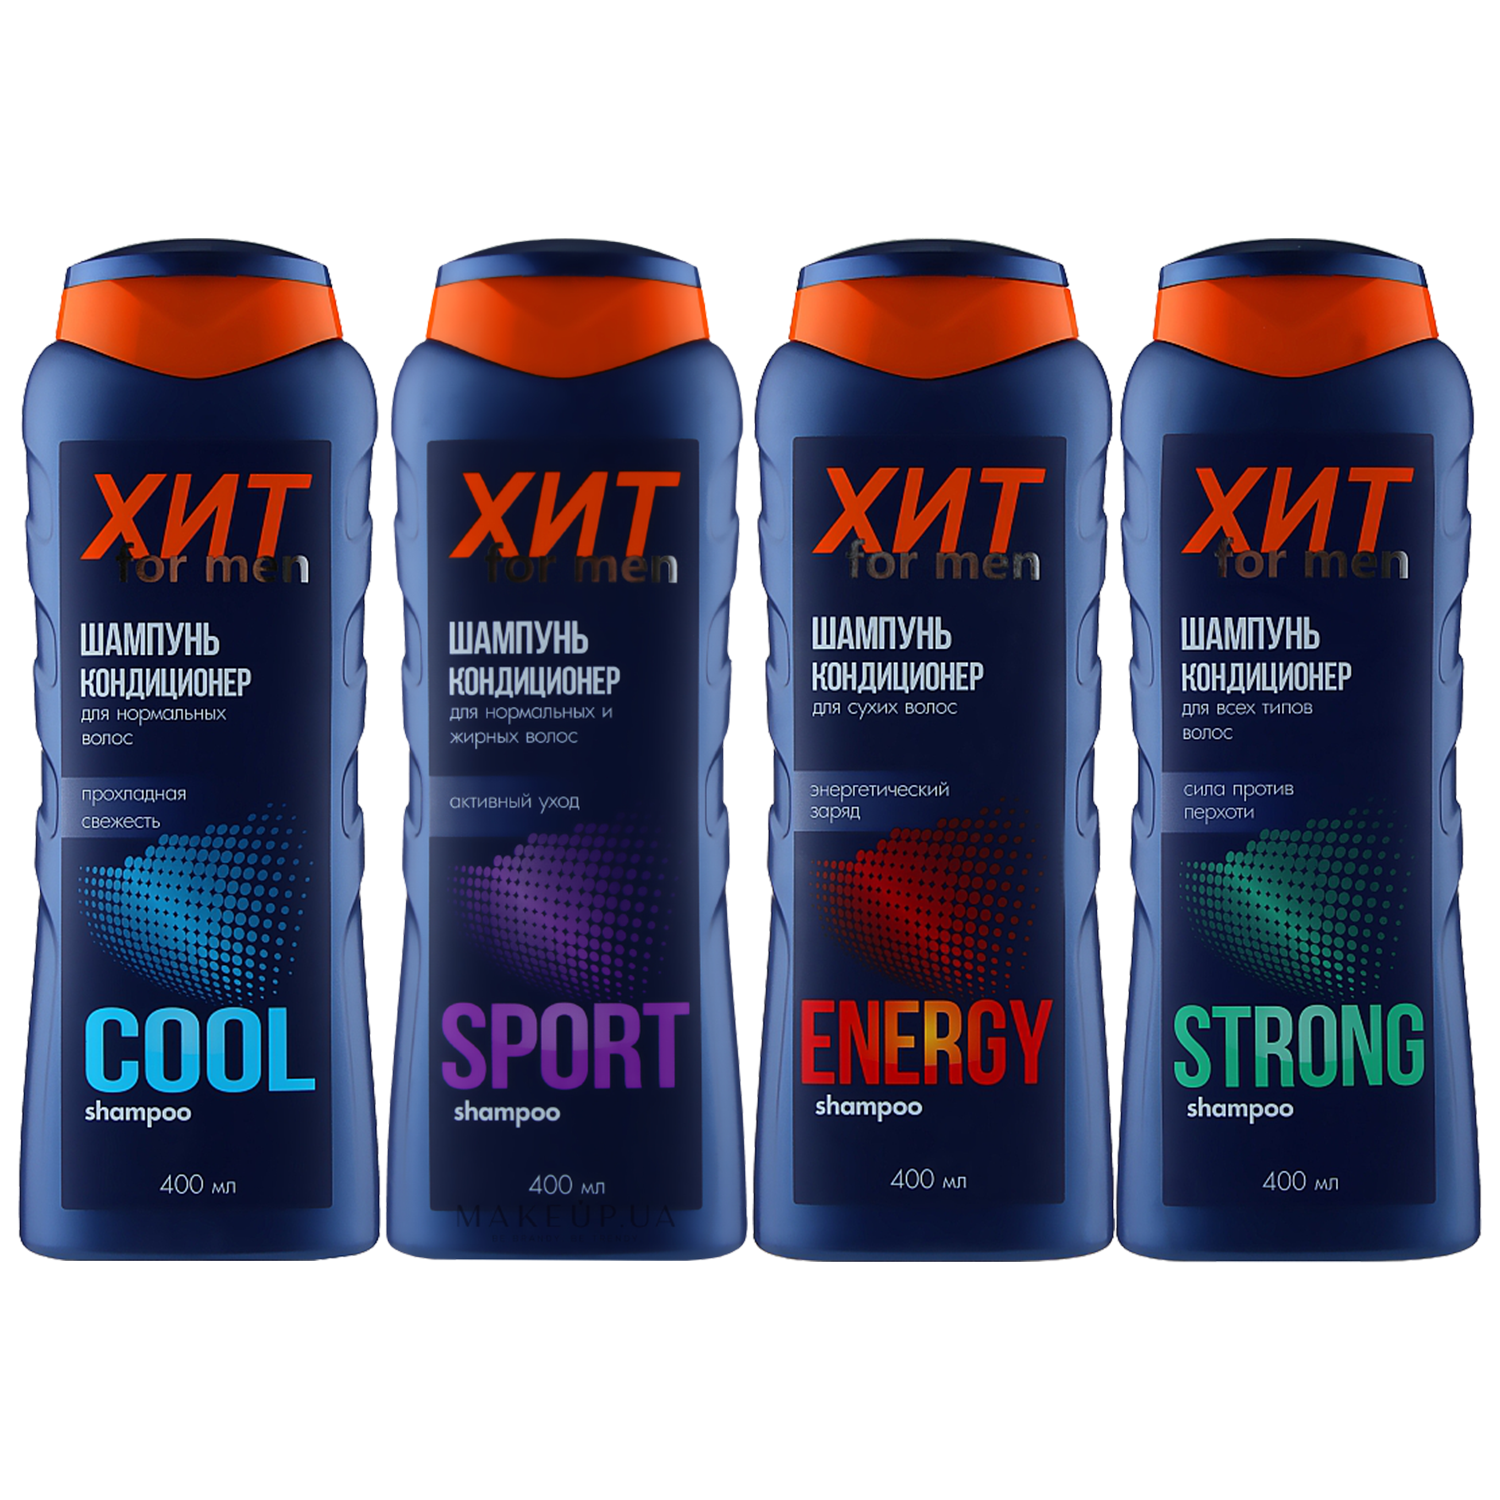 ХИТ
for men
ШАМПУНЬ
КОНДИЦИОНЕР
для нормальных
волос
прохладная
свежесть
COOL
shampoo
400 мл
ХИТ
for men
ШАМПУНЬ
КОНДИЦИОНЕР
для нормальных и
жирных волос
активный уход
SPORT
shampoo
400 мл
MAKEUP.UA
ХИТ
for men
ШАМПУНЬ
КОНДИЦИОНЕР
для сухих волос
энергетический
заряд
ENERGY
shampoo
400 мл
ХИТ
for men
ШАМПУНЬ
КОНДИЦИОНЕР
для всех типов
волос
сила против
перхоти
STRONG
shampoo
400 мл